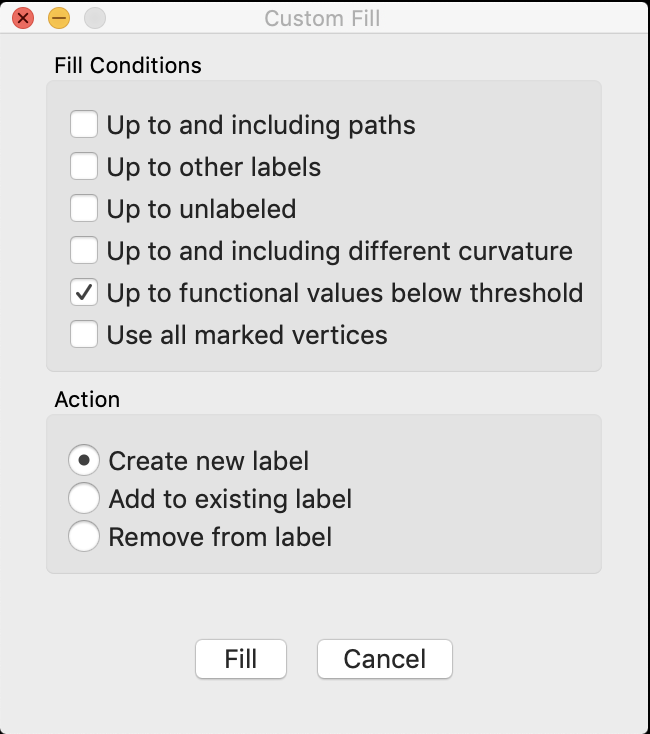 Custom Fill
Fill Conditions
Up to and including paths
Up to other labels
Up to unlabeled
Up to and including different curvature
Up to functional values below threshold
Use all marked vertices
Action
Create new label
Add to existing label
Remove from label
Fill
Cancel